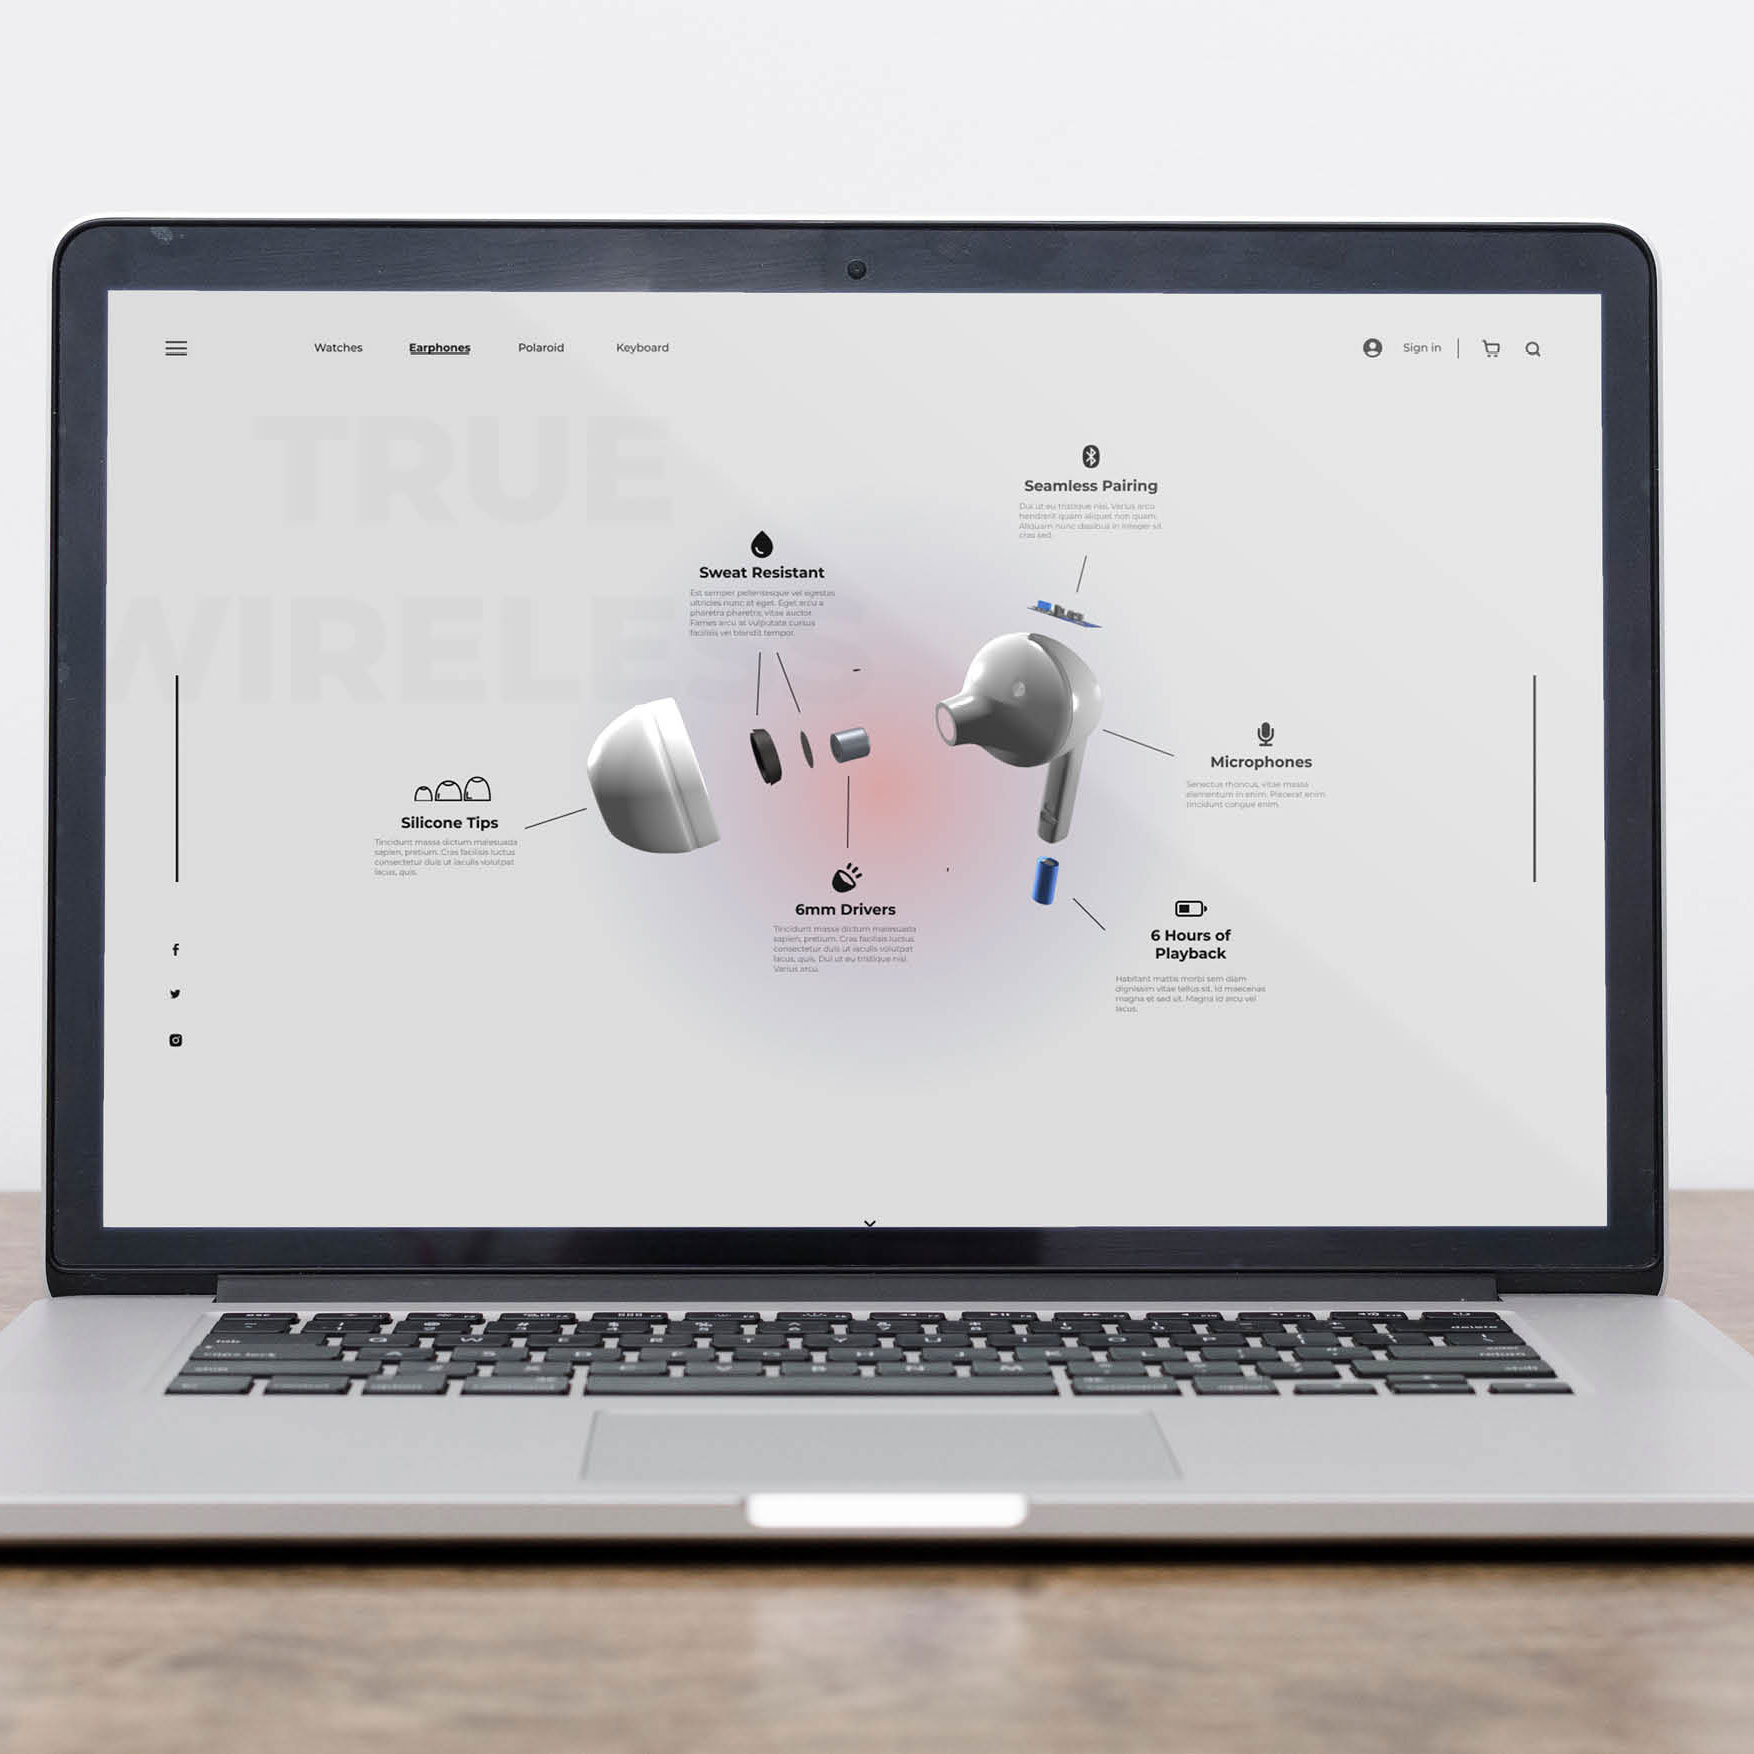 Watches
Earphones
Polaroid
Keyboard
Sign in
TRUE
WIRELESS
Seamless Pairing
Dui ut eu tristique nisi. Varius arcu
hendrerit quam aliquet non quam.
Aliquam nunc dapibus in integer sit
cras sed.
Sweat Resistant
Est semper pellentesque vel egestas
ultricies nunc at eget. Eget arcu a
pharetra pharetra, vitae auctor.
Fames arcu at vulputate cursus
facilisis vel blandit tempor.
Microphones
Senectus rhoncus, vitae massa
elementum in enim. Placerat enim,
tincidunt congue enim.
Silicone Tips
Tincidunt massa dictum malesuada
sapien, pretium. Cras facilisis luctus
consectetur duis ut iaculis volutpat
lacus, quis.
6mm Drivers
Tincidunt massa dictum malesuada
sapien, pretium. Cras facilisis luctus
consectetur duis ut iaculis volutpat
lacus, quis. Dui ut eu tristique nisl.
Varius arcu.
6 Hours of
Playback
Habitant mattis morbi sem diam
dignissim vitae tellus sit. Id maecenas
magna et sed ut. Magna id arcu vel
lacus.
tab
delete
Q W E R T Y U I O P
return
shift